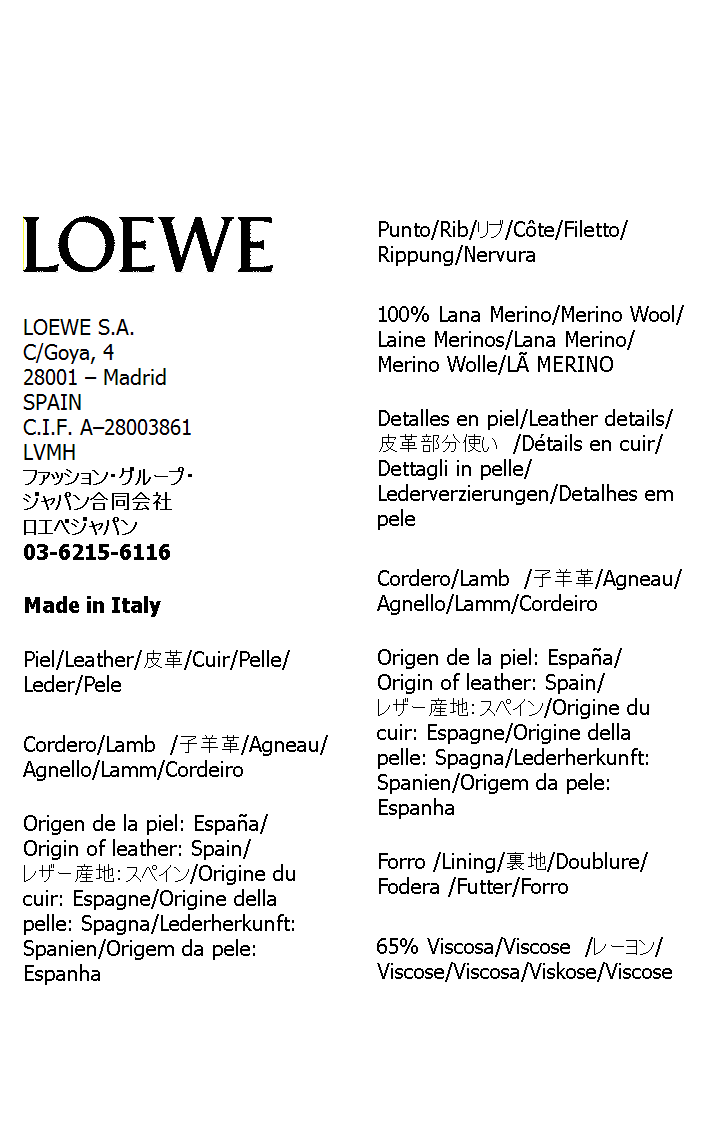 LOEWE
LOEWE S.A.
C/Goya, 4
28001 – Madrid
SPAIN
C.I.F. A–28003861
LVMH
ファッション・グループ・
ジャパン合同会社
ロエベジャパン
03-6215-6116
Made in Italy
Piel/Leather/皮革/Cuir/Pelle/
Leder/Pele
Cordero/Lamb /子羊革/Agneau/
Agnello/Lamm/Cordeiro
Origen de la piel: España/
Origin of leather: Spain/
レザー産地：スペイン/Origine du
cuir: Espagne/Origine della
pelle: Spagna/Lederherkunft:
Spanien/Origem da pele:
Espanha
Punto/Rib/リブ/Côte/Filetto/
Rippung/Nervura
100% Lana Merino/Merino Wool/
Laine Merinos/Lana Merino/
Merino Wolle/LÃ MERINO
Detalles en piel/Leather details/
皮革部分使い /Détails en cuir/
Dettagli in pelle/
Lederverzierungen/Detalhes em
pele
Cordero/Lamb /子羊革/Agneau/
Agnello/Lamm/Cordeiro
Origen de la piel: España/
Origin of leather: Spain/
レザー産地：スペイン/Origine du
cuir: Espagne/Origine della
pelle: Spagna/Lederherkunft:
Spanien/Origem da pele:
Espanha
Forro /Lining/裏地/Doublure/
Fodera /Futter/Forro
65% Viscosa/Viscose /レーヨン/
Viscose/Viscosa/Viskose/Viscose